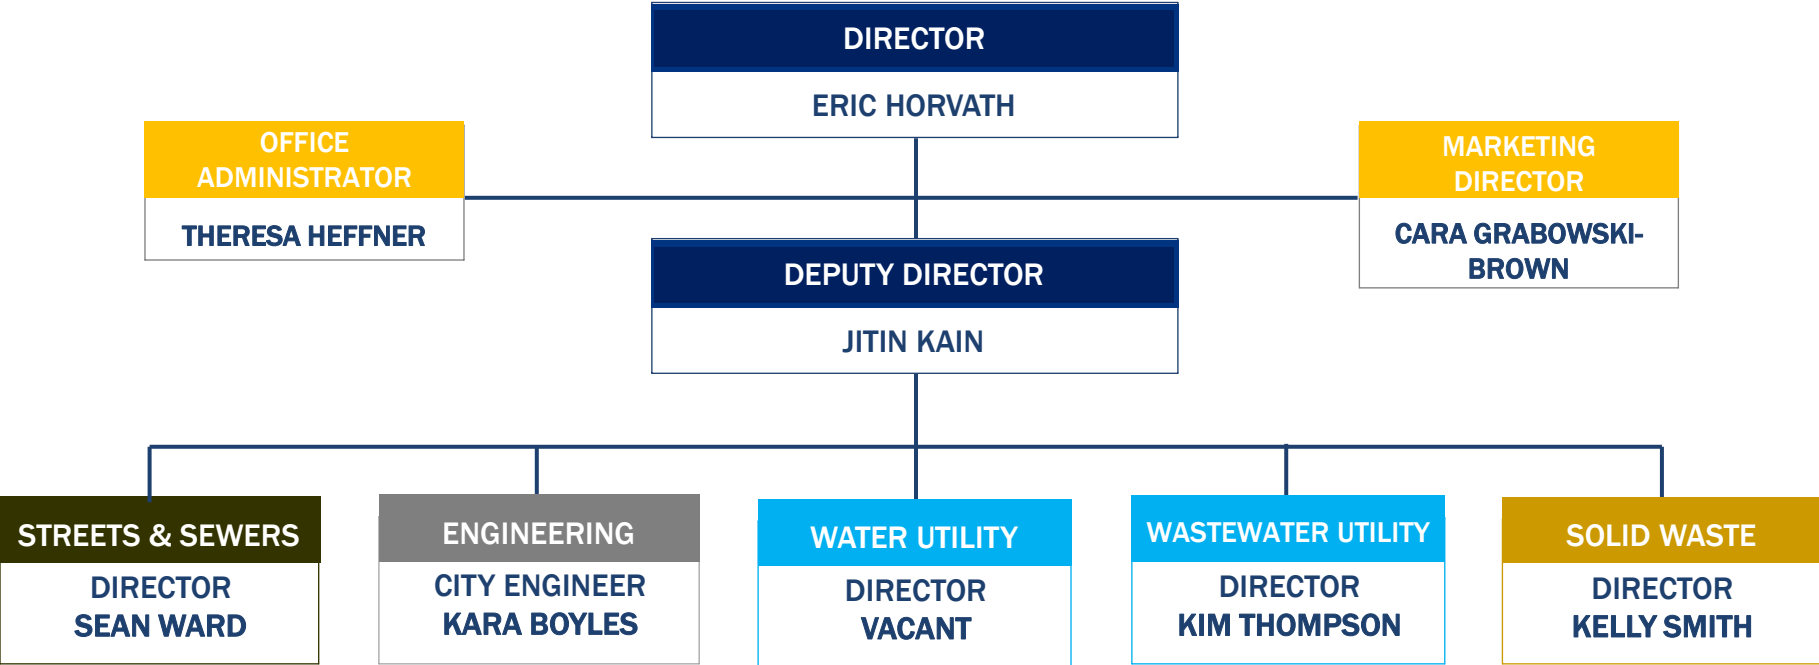 DIRECTOR
ERIC HORVATH
OFFICE
ADMINISTRATOR
THERESA HEFFNER
MARKETING
DIRECTOR
CARA GRABOWSKI-
BROWN
DEPUTY DIRECTOR
JITIN KAIN
STREETS & SEWERS
DIRECTOR
SEAN WARD
ENGINEERING
CITY ENGINEER
KARA BOYLES
WATER UTILITY
DIRECTOR
VACANT
WASTEWATER UTILITY
DIRECTOR
KIM THOMPSON
SOLID WASTE
DIRECTOR
KELLY SMITH